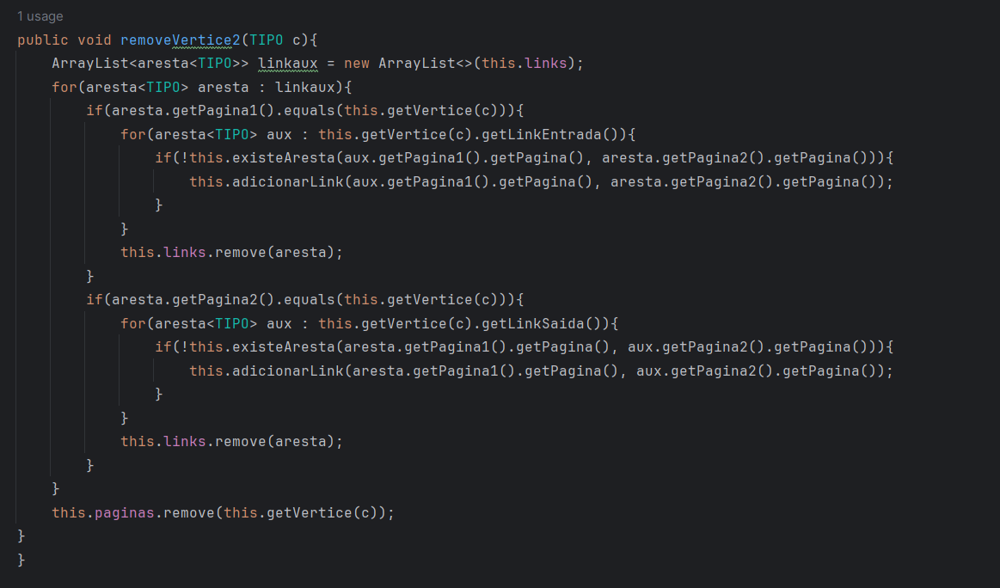 1 usage
public void removeVertice2(TIPO c){
    ArrayList<aresta<TIPO>> linkaux = new ArrayList<>(this.links);
    for(aresta<TIPO> aresta : linkaux){
        if(aresta.getPagina1().equals(this.getVertice(c))){
            for(aresta<TIPO> aux : this.getVertice(c).getLinkEntrada()){
                if(!this.existeAresta(aux.getPagina1().getPagina(), aresta.getPagina2().getPagina())){
                    this.adicionarLink(aux.getPagina1().getPagina(), aresta.getPagina2().getPagina());
                }
            }
            this.links.remove(aresta);
        }
        if(aresta.getPagina2().equals(this.getVertice(c))){
            for(aresta<TIPO> aux : this.getVertice(c).getLinkSaida()){
                if(!this.existeAresta(aresta.getPagina1().getPagina(), aux.getPagina2().getPagina())){
                    this.adicionarLink(aresta.getPagina1().getPagina(), aux.getPagina2().getPagina());
                }
            }
            this.links.remove(aresta);
        }
    }
    this.paginas.remove(this.getVertice(c));
}
}